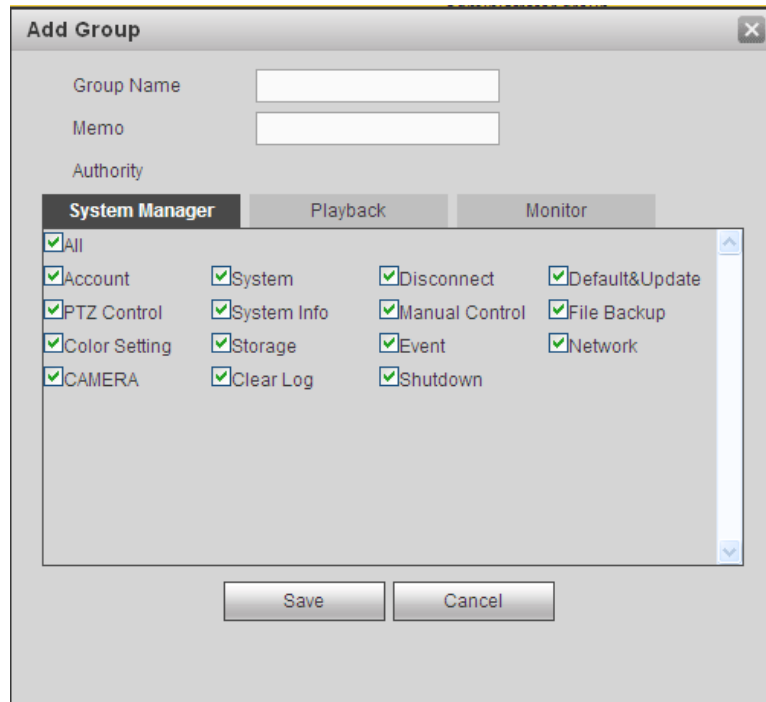 Add Group
Group Name
Memo
Authority
System Manager Playback Monitor
All
Account System Disconnect Default&Update
PTZ Control System Info Manual Control File Backup
Color Setting Storage Event Network
CAMERA Clear Log Shutdown
Save Cancel